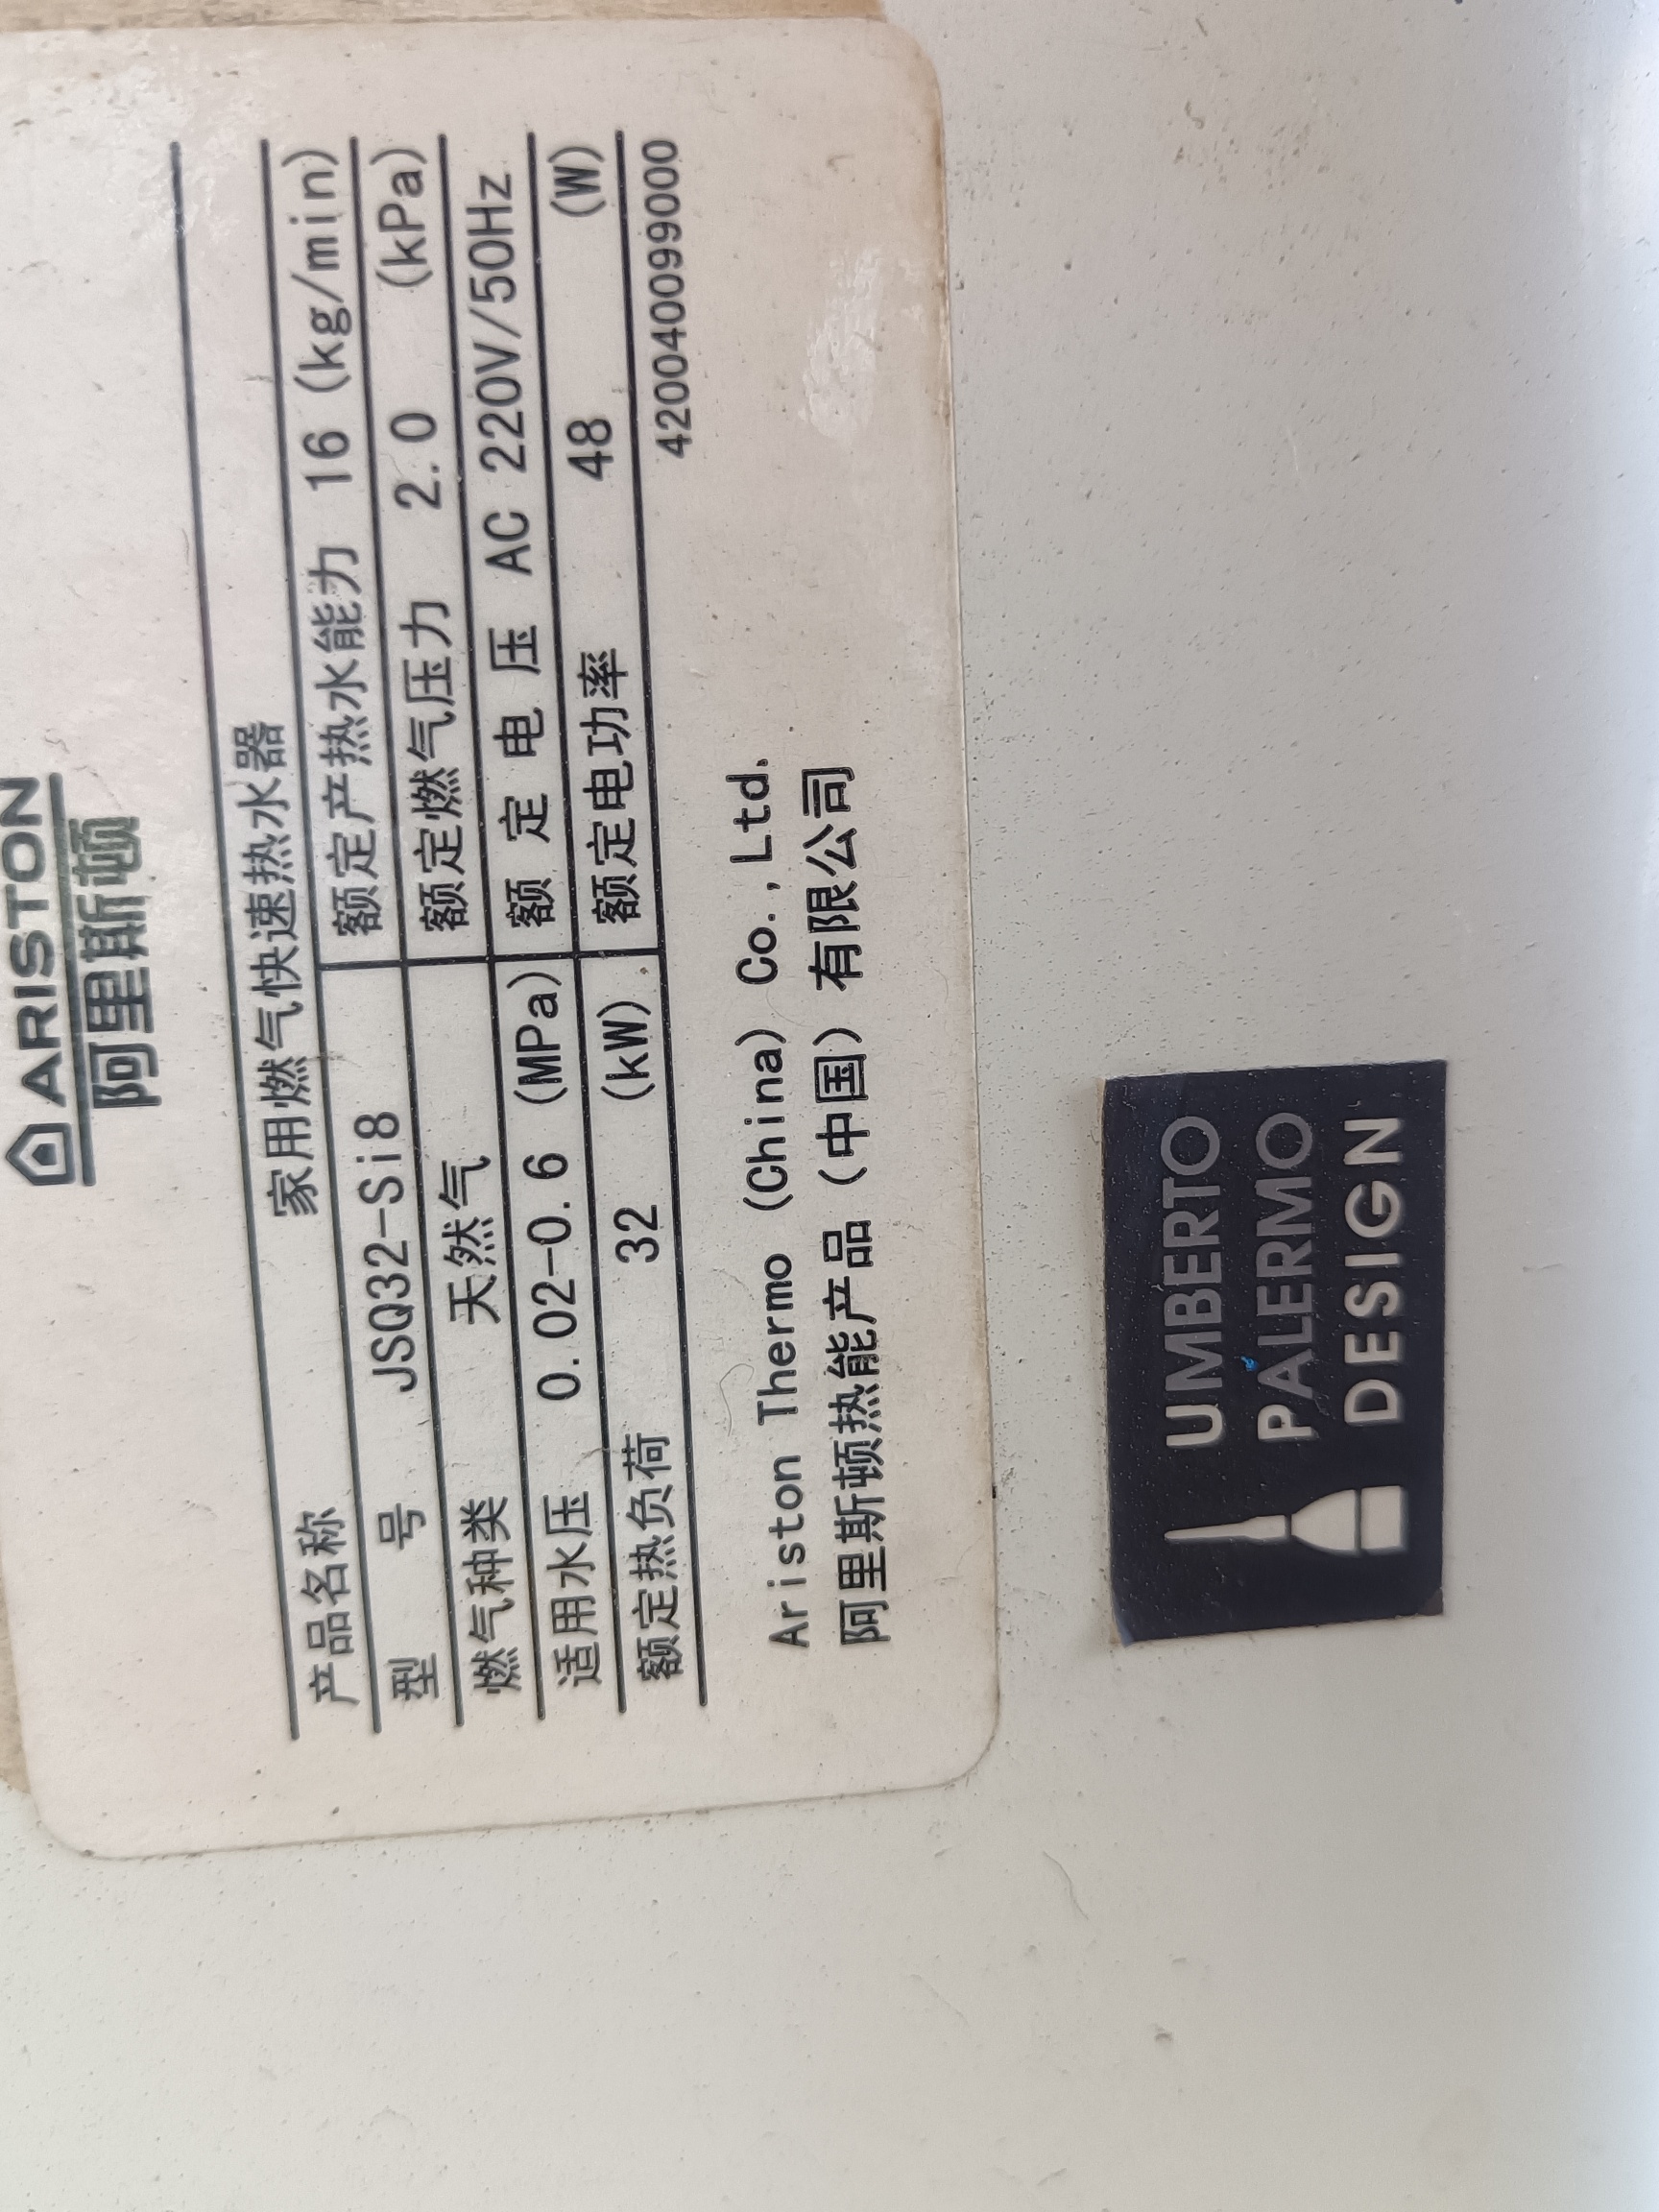 ARISTON
阿里斯顿
产品名称 家用燃气快速热水器
型 号 JSQ32-Si8 额定产热水能力 16 (kg/min)
燃气种类 天然气 额定燃气压力 2.0 (kPa)
适用水压 0.02-0.6 (MPa) 额 定 电 压 AC 220V/50Hz
额定热负荷 32 (kW) 额定电功率 48 (W)
420040099000
Ariston Thermo (China) Co.,Ltd.
阿里斯顿热能产品（中国）有限公司
UMBERTO
PALERMO
DESIGN